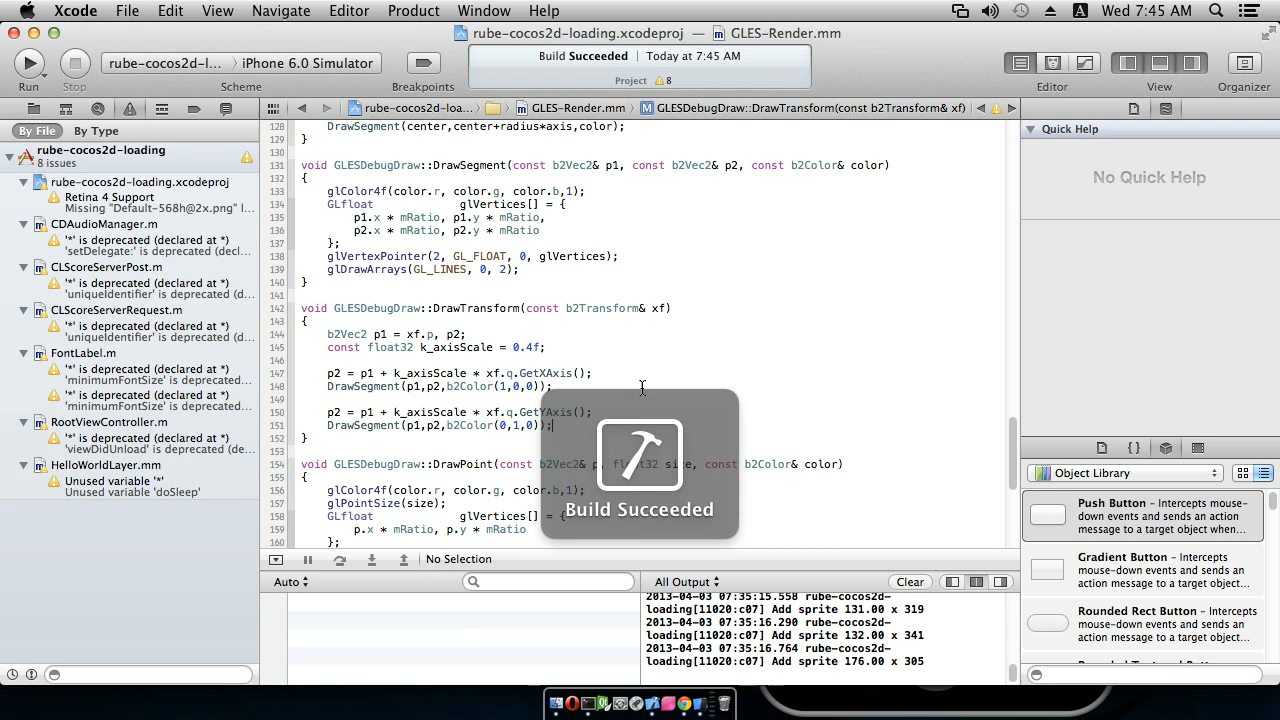 Xcode File Edit View Navigate Editor Product Window Help A Wed 7:45 AM
rube-cocos2d-loading.xcodeproj — GLES-Render.mm
rube-cocos2d-l... iPhone 6.0 Simulator
Build Succeeded Today at 7:45 AM
Project 8
Run Stop Scheme Breakpoints Editor View Organizer
rube-cocos2d-loa... GLES-Render.mm M GLESDebugDraw::DrawTransform(const b2Transform& xf)
By File By Type
rube-cocos2d-loading
8 issues
rube-cocos2d-loading.xcodeproj
Retina 4 Support
Missing "Default-568h@2x.png" l...
CDAudioManager.m
'*' is deprecated (declared at *)
'setDelegate:' is deprecated (decl...
CLScoreServerPost.m
'*' is deprecated (declared at *)
'uniqueIdentifier' is deprecated (d...
CLScoreServerRequest.m
'*' is deprecated (declared at *)
'uniqueIdentifier' is deprecated (d...
FontLabel.m
'*' is deprecated (declared at *)
'minimumFontSize' is deprecated...
'*' is deprecated (declared at *)
'minimumFontSize' is deprecated...
RootViewController.m
'*' is deprecated (declared at *)
'viewDidUnload' is deprecated (d...
HelloWorldLayer.mm
Unused variable '*'
Unused variable 'doSleep'
128 DrawSegment(center,center+radius*axis,color);
129 }
130
131 void GLESDebugDraw::DrawSegment(const b2Vec2& p1, const b2Vec2& p2, const b2Color& color)
132 {
133 glColor4f(color.r, color.g, color.b,1);
134 GLfloat glVertices[] = {
135 p1.x * mRatio, p1.y * mRatio,
136 p2.x * mRatio, p2.y * mRatio
137 };
138 glVertexPointer(2, GL_FLOAT, 0, glVertices);
139 glDrawArrays(GL_LINES, 0, 2);
140 }
141
142 void GLESDebugDraw::DrawTransform(const b2Transform& xf)
143 {
144 b2Vec2 p1 = xf.p, p2;
145 const float32 k_axisScale = 0.4f;
146
147 p2 = p1 + k_axisScale * xf.q.GetXAxis();
148 DrawSegment(p1,p2,b2Color(1,0,0));
149
150 p2 = p1 + k_axisScale * xf.q.GetYAxis();
151 DrawSegment(p1,p2,b2Color(0,1,0));
152 }
153
154 void GLESDebugDraw::DrawPoint(const b2Vec2& p, float32 size, const b2Color& color)
155 {
156 glColor4f(color.r, color.g, color.b,1);
157 glPointSize(size);
158 GLfloat glVertices[] = {
159 p.x * mRatio, p.y * mRatio
160 };
Build Succeeded
No Selection
Auto
All Output
Clear
2013-04-03 07:35:15.558 rube-cocos2d-
loading[11020:c07] Add sprite 131.00 x 319
2013-04-03 07:35:16.290 rube-cocos2d-
loading[11020:c07] Add sprite 132.00 x 341
2013-04-03 07:35:16.764 rube-cocos2d-
loading[11020:c07] Add sprite 176.00 x 305
Quick Help
No Quick Help
Object Library
Push Button – Intercepts mouse-
down events and sends an
action message to a target object
when...
Gradient Button – Intercepts
mouse-down events and sends an
action message to a target object...
Rounded Rect Button – Intercepts
mouse-down events and sends an
action message to a target object...